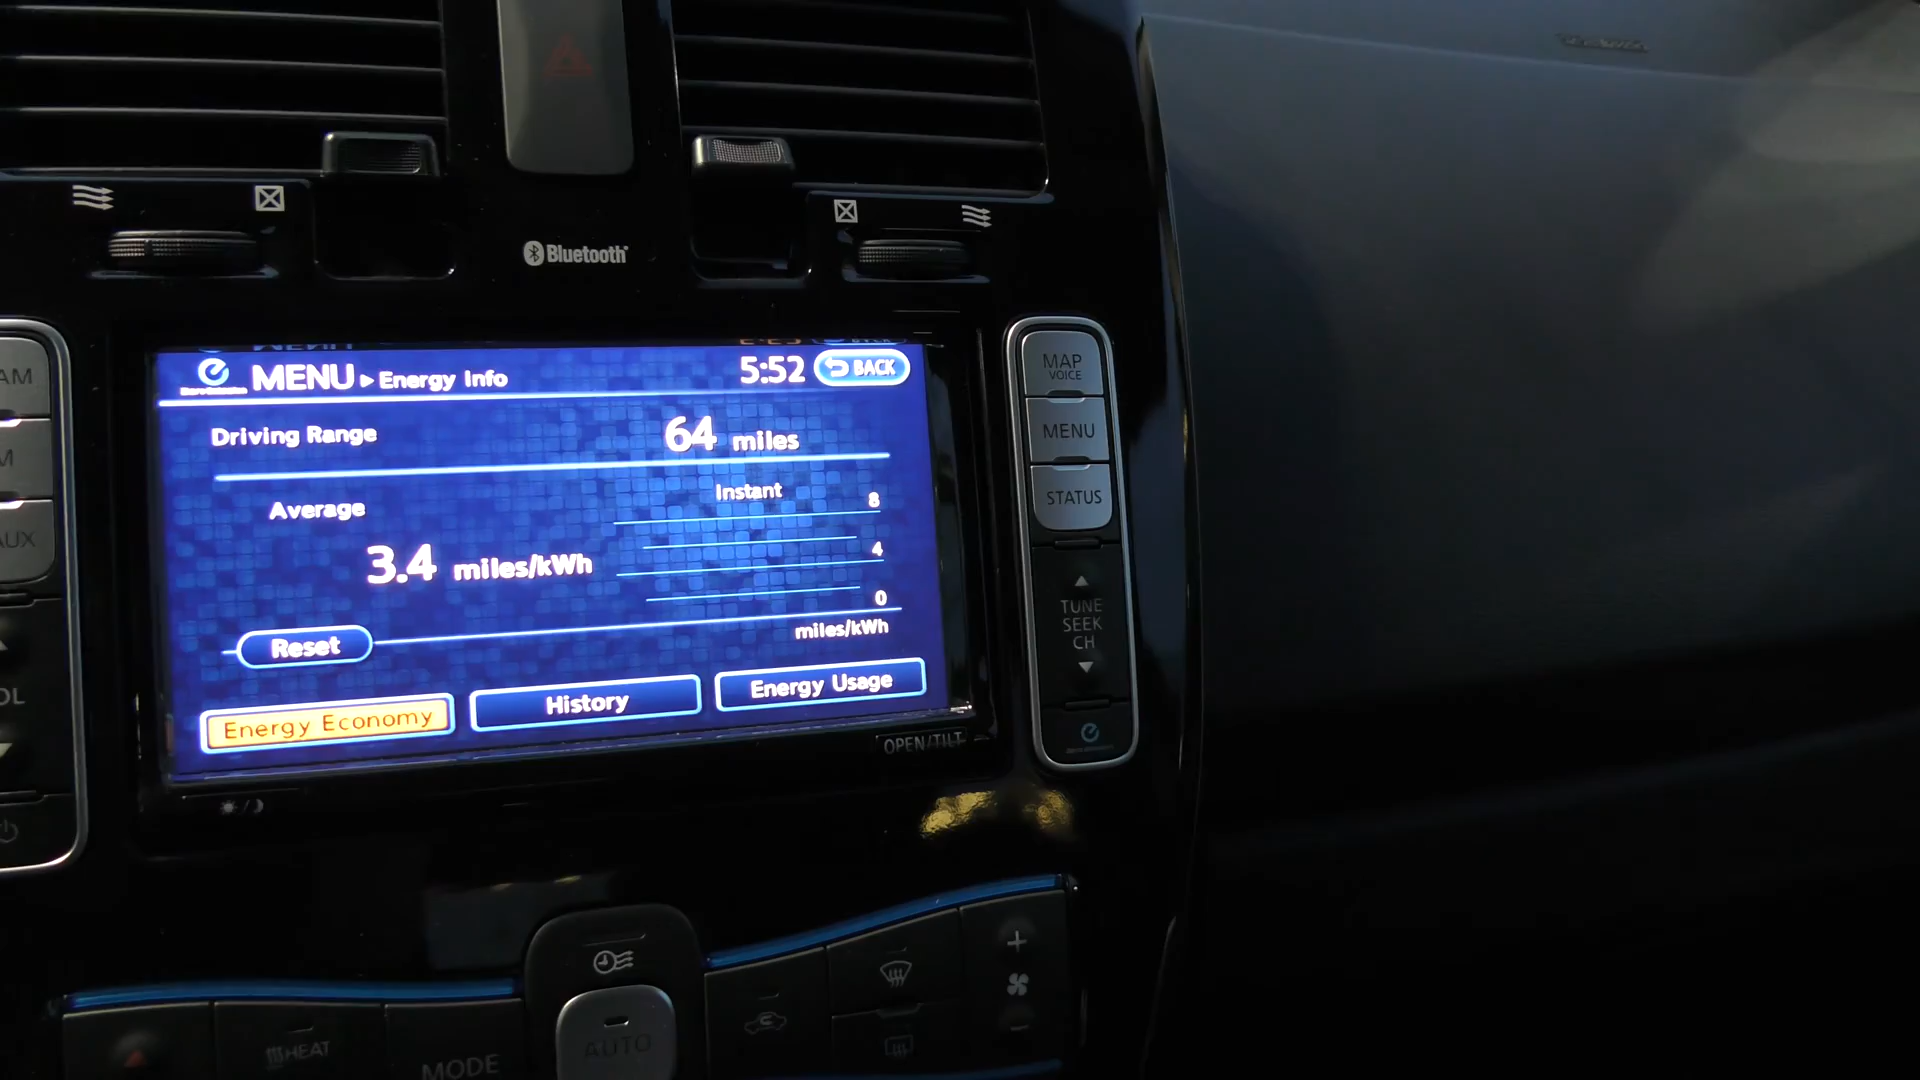 Bluetooth
MENU ▸ Energy Info
5:52
BACK
Driving Range
64 miles
Average
Instant
8
3.4 miles/kWh
4
0
miles/kWh
Reset
Energy Economy
History
Energy Usage
OPEN/TILT
MAP
VOICE
MENU
STATUS
TUNE
SEEK
CH
AM
M
AUX
OL
HEAT
MODE
AUTO